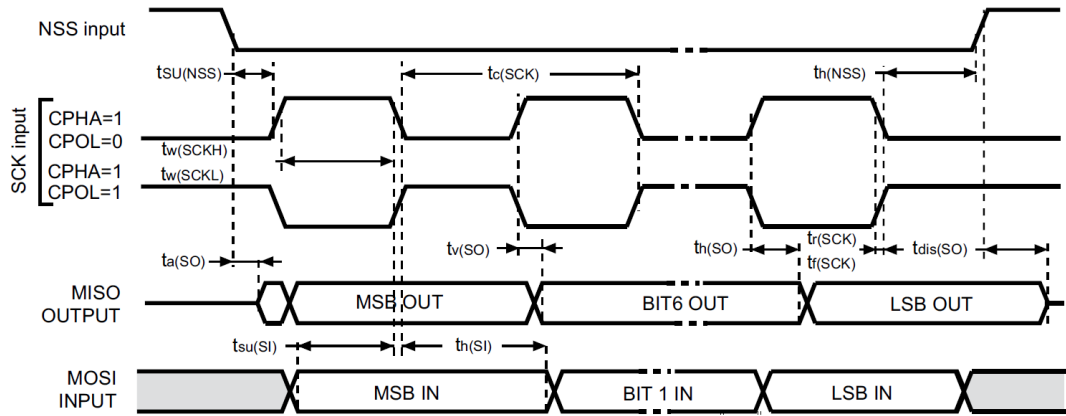 NSS input
tSU(NSS)
tc(SCK)
th(NSS)
SCK input
CPHA=1
CPOL=0
tw(SCKH)
CPHA=1
tw(SCKL)
CPOL=1
ta(SO)
tv(SO)
th(SO)
tr(SCK)
tf(SCK)
tdis(SO)
MISO
OUTPUT
MSB OUT
BIT6 OUT
LSB OUT
tsu(SI)
th(SI)
MOSI
INPUT
MSB IN
BIT 1 IN
LSB IN